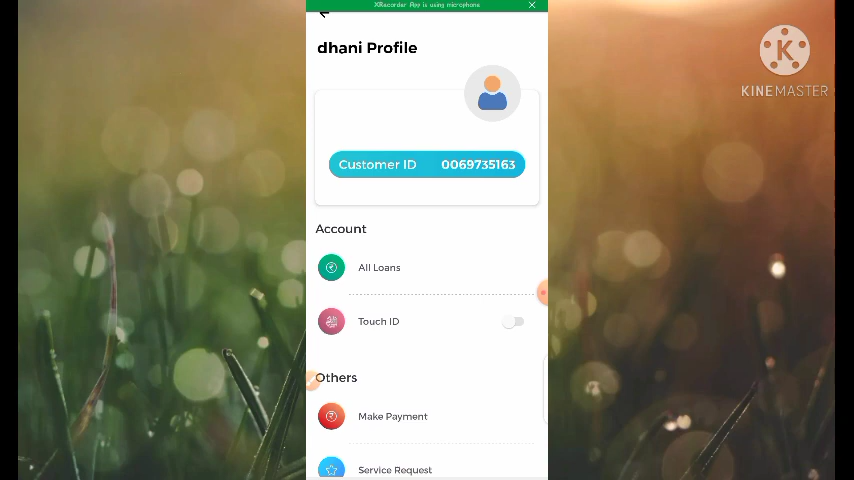 XRecorder App is using microphone
dhani Profile
KINEMASTER
Customer ID 0069735163
Account
All Loans
Touch ID
Others
Make Payment
Service Request